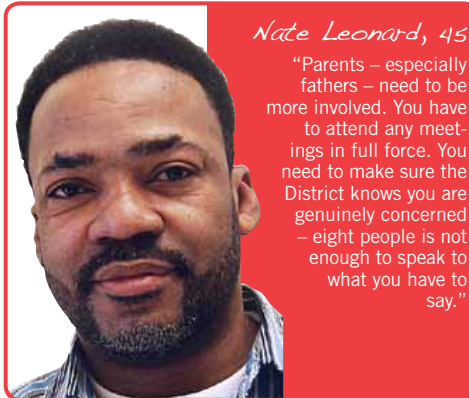 Nate Leonard, 45
“Parents – especially
fathers – need to be
more involved. You have
to attend any meet-
ings in full force. You
need to make sure the
District knows you are
genuinely concerned
– eight people is not
enough to speak to
what you have to
say.”